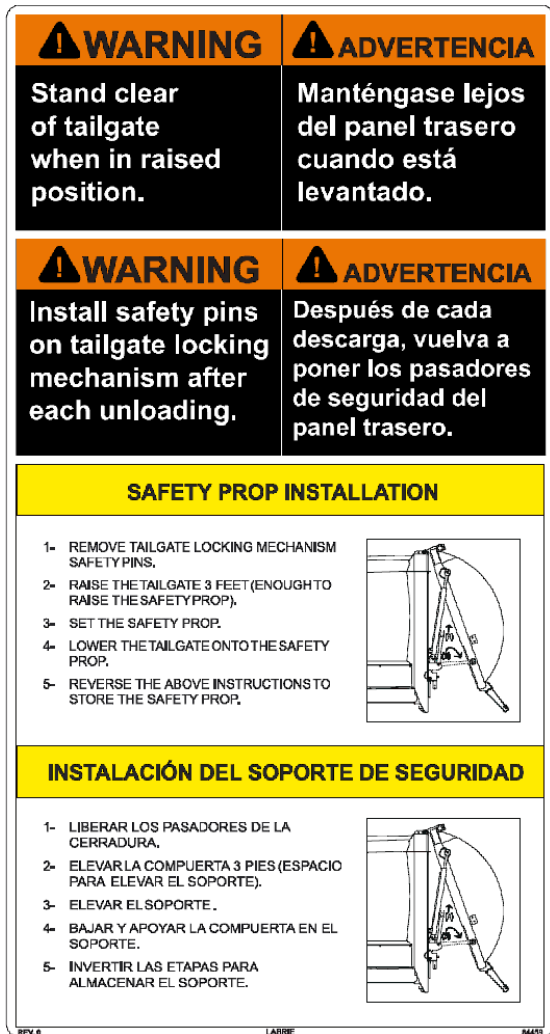 WARNING
Stand clear
of tailgate
when in raised
position.
ADVERTENCIA
Manténgase lejos
del panel trasero
cuando está
levantado.
WARNING
Install safety pins
on tailgate locking
mechanism after
each unloading.
ADVERTENCIA
Después de cada
descarga, vuelva a
poner los pasadores
de seguridad del
panel trasero.
SAFETY PROP INSTALLATION
1- REMOVE TAILGATE LOCKING MECHANISM
SAFETY PINS.
2- RAISE THE TAILGATE 3 FEET (ENOUGH TO
RAISE THE SAFETY PROP).
3- SET THE SAFETY PROP.
4- LOWER THE TAILGATE ONTO THE SAFETY
PROP.
5- REVERSE THE ABOVE INSTRUCTIONS TO
STORE THE SAFETY PROP.
INSTALACIÓN DEL SOPORTE DE SEGURIDAD
1- LIBERAR LOS PASADORES DE LA
CERRADURA.
2- ELEVAR LA COMPUERTA 3 PIES (ESPACIO
PARA ELEVAR EL SOPORTE).
3- ELEVAR EL SOPORTE.
4- BAJAR Y APOYAR LA COMPUERTA EN EL
SOPORTE.
5- INVERTIR LAS ETAPAS PARA
ALMACENAR EL SOPORTE.
LABRIE